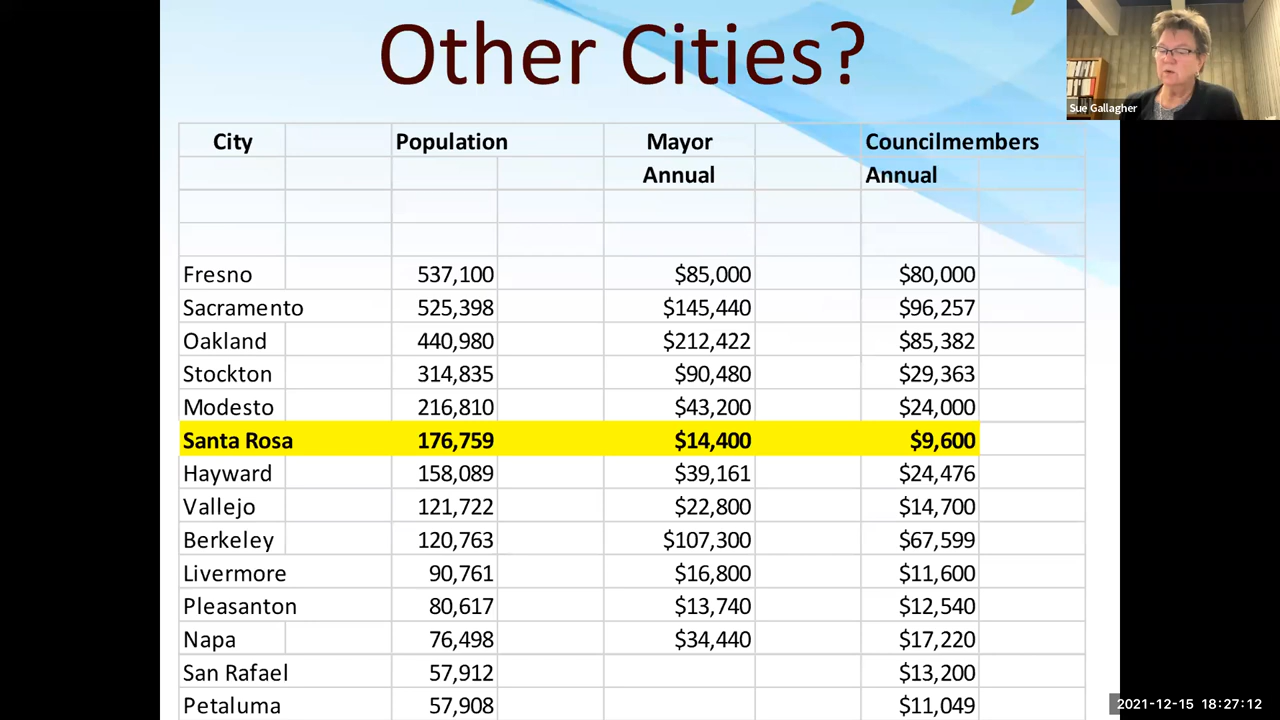 Other Cities?
Sue Gallagher
City Population Mayor Councilmembers
Annual Annual
Fresno 537,100 $85,000 $80,000
Sacramento 525,398 $145,440 $96,257
Oakland 440,980 $212,422 $85,382
Stockton 314,835 $90,480 $29,363
Modesto 216,810 $43,200 $24,000
Santa Rosa 176,759 $14,400 $9,600
Hayward 158,089 $39,161 $24,476
Vallejo 121,722 $22,800 $14,700
Berkeley 120,763 $107,300 $67,599
Livermore 90,761 $16,800 $11,600
Pleasanton 80,617 $13,740 $12,540
Napa 76,498 $34,440 $17,220
San Rafael 57,912 $13,200
Petaluma 57,908 $11,049
2021-12-15 18:27:12